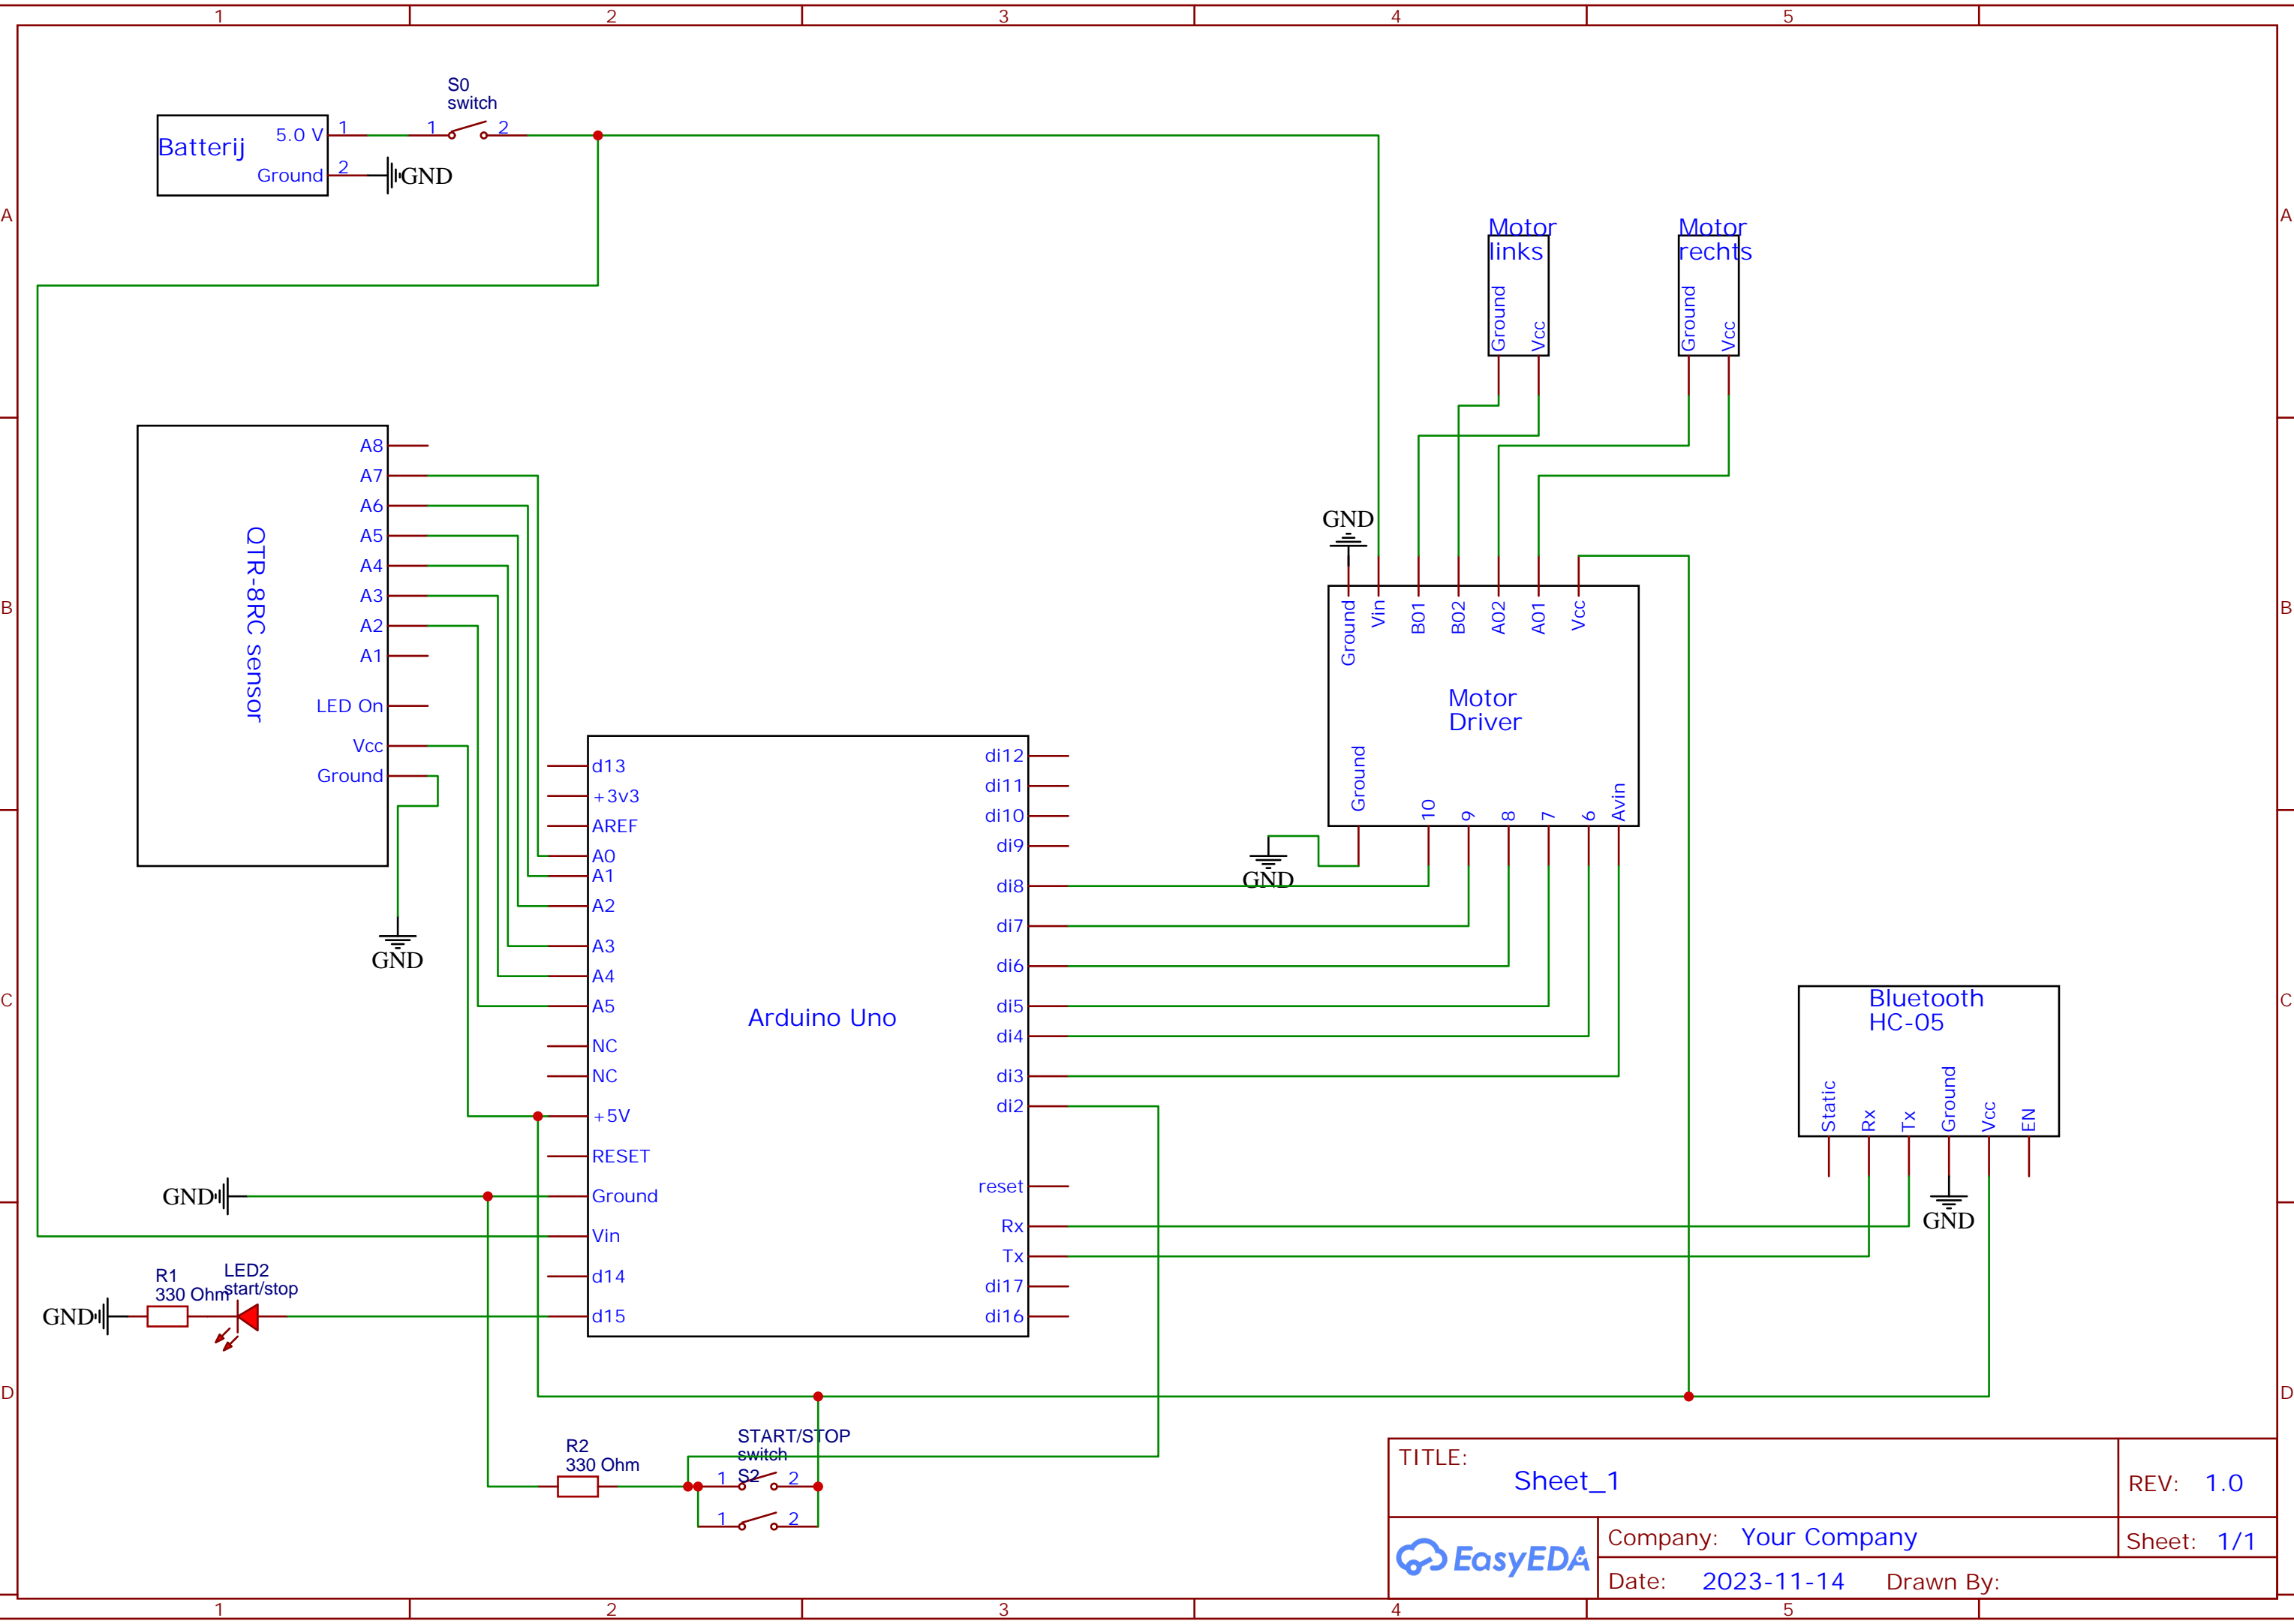 1 2 3 4 5
A
B
C
D
A
B
C
D
S0
switch
Batterij
5.0 V 1
Ground 2
1 2
GND
Motor
links
Ground
Vcc
Motor
rechts
Ground
Vcc
QTR-8RC sensor
A8
A7
A6
A5
A4
A3
A2
A1
LED On
Vcc
Ground
GND
GND
Ground
Vin
B01
B02
A02
A01
Vcc
Motor
Driver
Ground
10
9
8
7
6
Avin
GND
Arduino Uno
d13
+3v3
AREF
A0
A1
A2
A3
A4
A5
NC
NC
+5V
RESET
Ground
Vin
d14
d15
di12
di11
di10
di9
di8
di7
di6
di5
di4
di3
di2
reset
Rx
Tx
di17
di16
Bluetooth
HC-05
Static
Rx
Tx
Ground
Vcc
EN
GND
GND
R1
330 Ohm
LED2
start/stop
GND
R2
330 Ohm
START/STOP
switch
S2
1 2
1 2
TITLE:
Sheet_1
REV: 1.0
EasyEDA
Company: Your Company
Sheet: 1/1
Date: 2023-11-14 Drawn By:
1 2 3 4 5